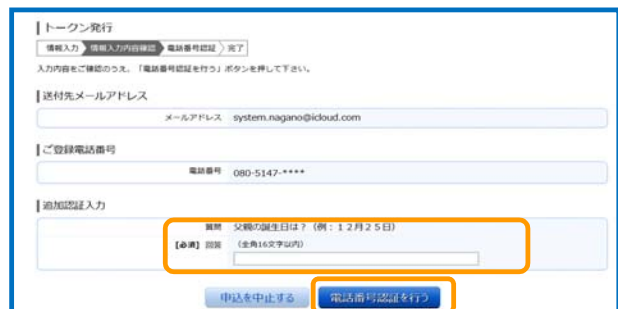 トークン発行
情報入力 情報入力内容確認 電話番号認証 完了
入力内容をご確認のうえ、「電話番号認証を行う」ボタンを押して下さい。
送付先メールアドレス
メールアドレス system.nagano@icloud.com
ご登録電話番号
電話番号 080-5147-****
追加認証入力
質問 父親の誕生日は？（例：１２月２５日）
【必須】 回答 （全角16文字以内）
申込を中止する 電話番号認証を行う